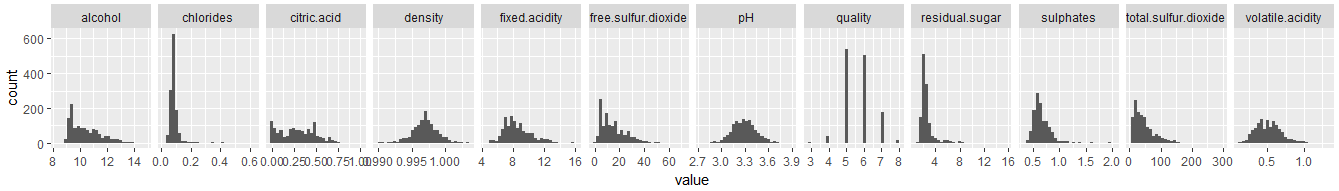 alcohol chlorides citric.acid density fixed.acidity free.sulfur.dioxide pH quality residual.sugar sulphates total.sulfur.dioxide volatile.acidity
600
400
200
0
count
8 10 12 14 0.0 0.2 0.4 0.6 0.00 0.25 0.50 0.75 1.00 0.990 0.995 1.000 4 8 12 16 0 20 40 60 2.7 3.0 3.3 3.6 3.9 3 4 5 6 7 8 4 8 12 16 0.5 1.0 1.5 2.0 0 100 200 300 0.5 1.0
value